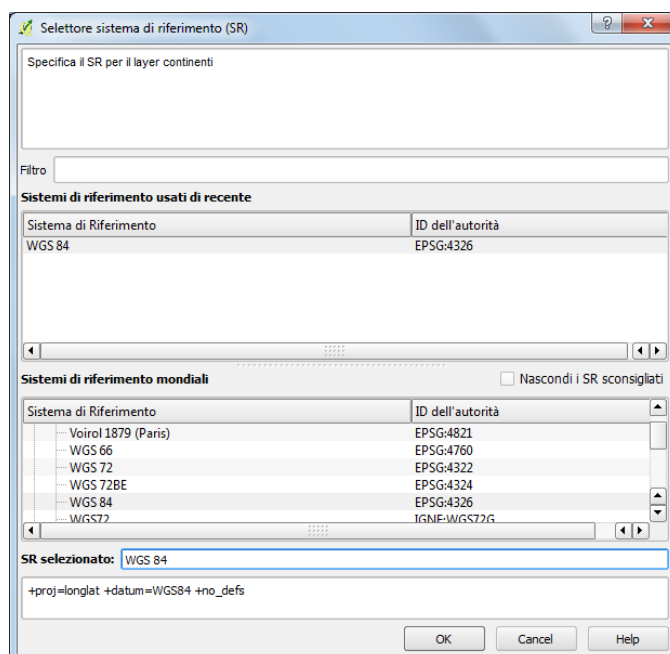 Selettore sistema di riferimento (SR)
Specifica il SR per il layer continenti
Filtro
Sistemi di riferimento usati di recente
Sistema di Riferimento ID dell'autorità
WGS 84 EPSG:4326
Sistemi di riferimento mondiali Nascondi i SR sconsigliati
Sistema di Riferimento ID dell'autorità
Voirol 1879 (Paris) EPSG:4821
WGS 66 EPSG:4760
WGS 72 EPSG:4322
WGS 72BE EPSG:4324
WGS 84 EPSG:4326
WGS72 IGNF:WGS72G
SR selezionato: WGS 84
+proj=longlat +datum=WGS84 +no_defs
OK Cancel Help